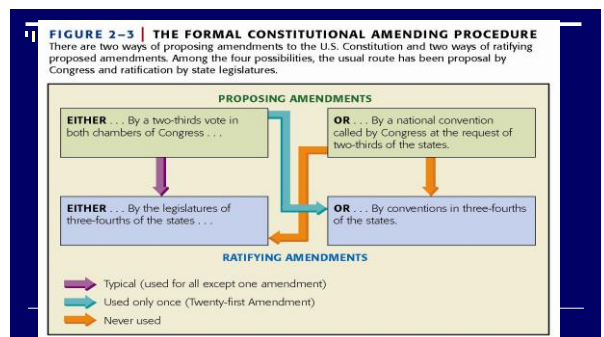 FIGURE 2–3 | THE FORMAL CONSTITUTIONAL AMENDING PROCEDURE
There are two ways of proposing amendments to the U.S. Constitution and two ways of ratifying
proposed amendments. Among the four possibilities, the usual route has been proposal by
Congress and ratification by state legislatures.
PROPOSING AMENDMENTS
EITHER . . . By a two-thirds vote in
both chambers of Congress . . .
OR . . . By a national convention
called by Congress at the request of
two-thirds of the states.
EITHER . . . By the legislatures of
three-fourths of the states . . .
OR . . . By conventions in three-fourths
of the states.
RATIFYING AMENDMENTS
Typical (used for all except one amendment)
Used only once (Twenty-first Amendment)
Never used